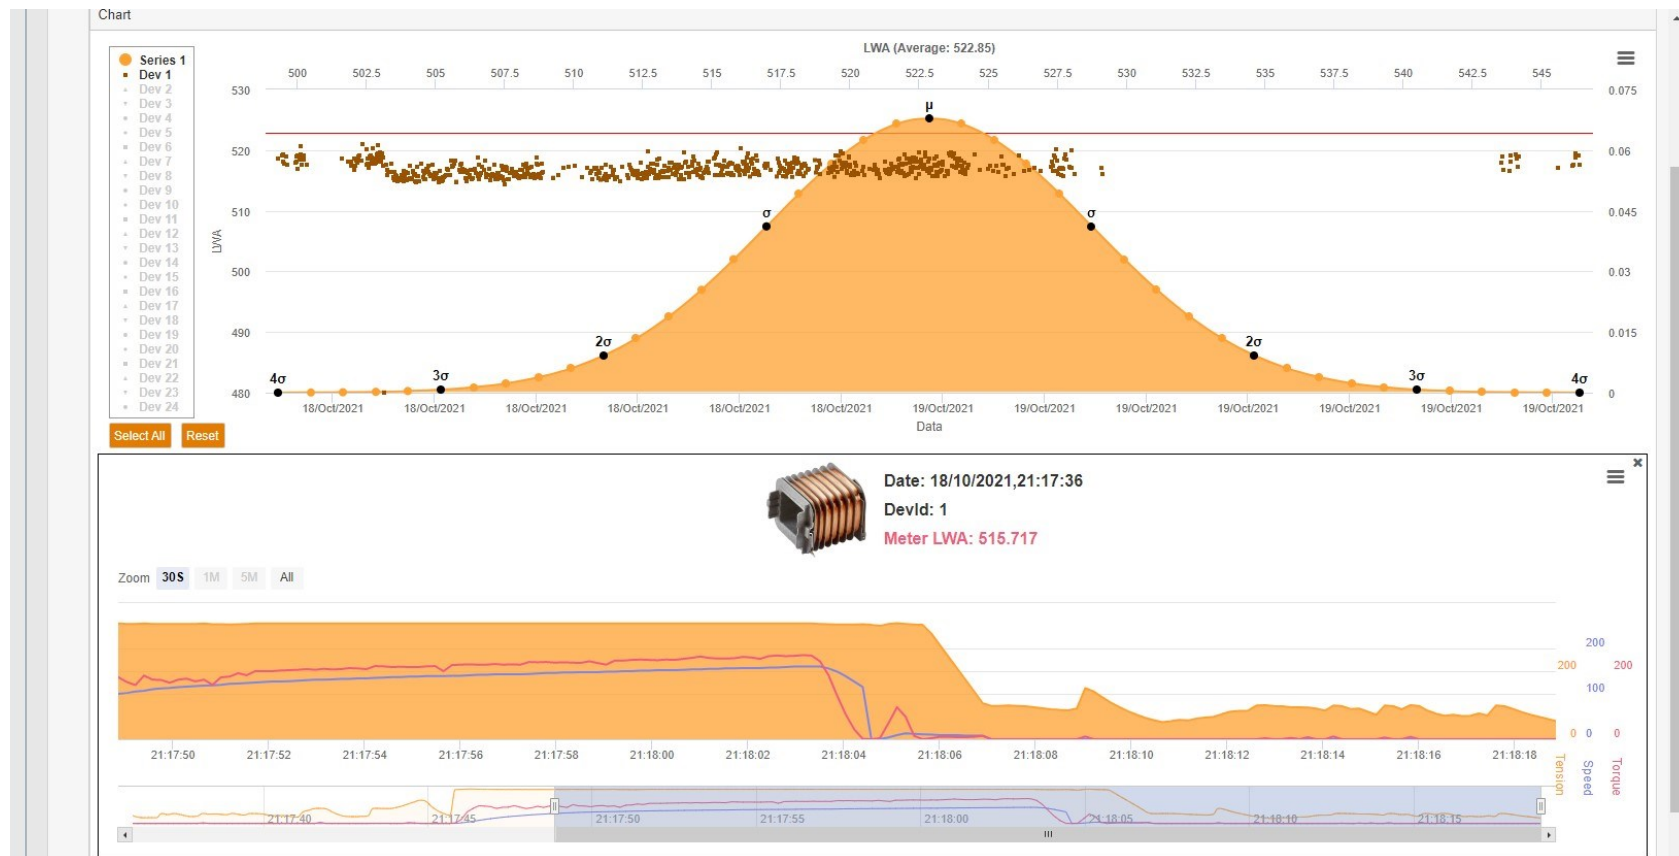 Chart
LWA (Average: 522.85)
500 502.5 505 507.5 510 512.5 515 517.5 520 522.5 525 527.5 530 532.5 535 537.5 540 542.5 545
Series 1
Dev 1
Dev 2
Dev 3
Dev 4
Dev 5
Dev 6
Dev 7
Dev 8
Dev 9
Dev 10
Dev 11
Dev 12
Dev 13
Dev 14
Dev 15
Dev 16
Dev 17
Dev 18
Dev 19
Dev 20
Dev 21
Dev 22
Dev 23
Dev 24
Select All Reset
530
520
510
500
490
480
LWA
4σ 3σ 2σ σ μ σ 2σ 3σ 4σ
0.075
0.06
0.045
0.03
0.015
0
18/Oct/2021 18/Oct/2021 18/Oct/2021 18/Oct/2021 18/Oct/2021 18/Oct/2021 19/Oct/2021 19/Oct/2021 19/Oct/2021 19/Oct/2021 19/Oct/2021 19/Oct/2021 19/Oct/2021
Data
Date: 18/10/2021,21:17:36
DevId: 1
Meter LWA: 515.717
Zoom 30S 1M 5M All
200
200 200
100
0 0 0
Tension
Speed
Torque
21:17:50 21:17:52 21:17:54 21:17:56 21:17:58 21:18:00 21:18:02 21:18:04 21:18:06 21:18:08 21:18:10 21:18:12 21:18:14 21:18:16 21:18:18
21:17:40 21:17:45 21:17:50 21:17:55 21:18:00 21:18:05 21:18:10 21:18:15